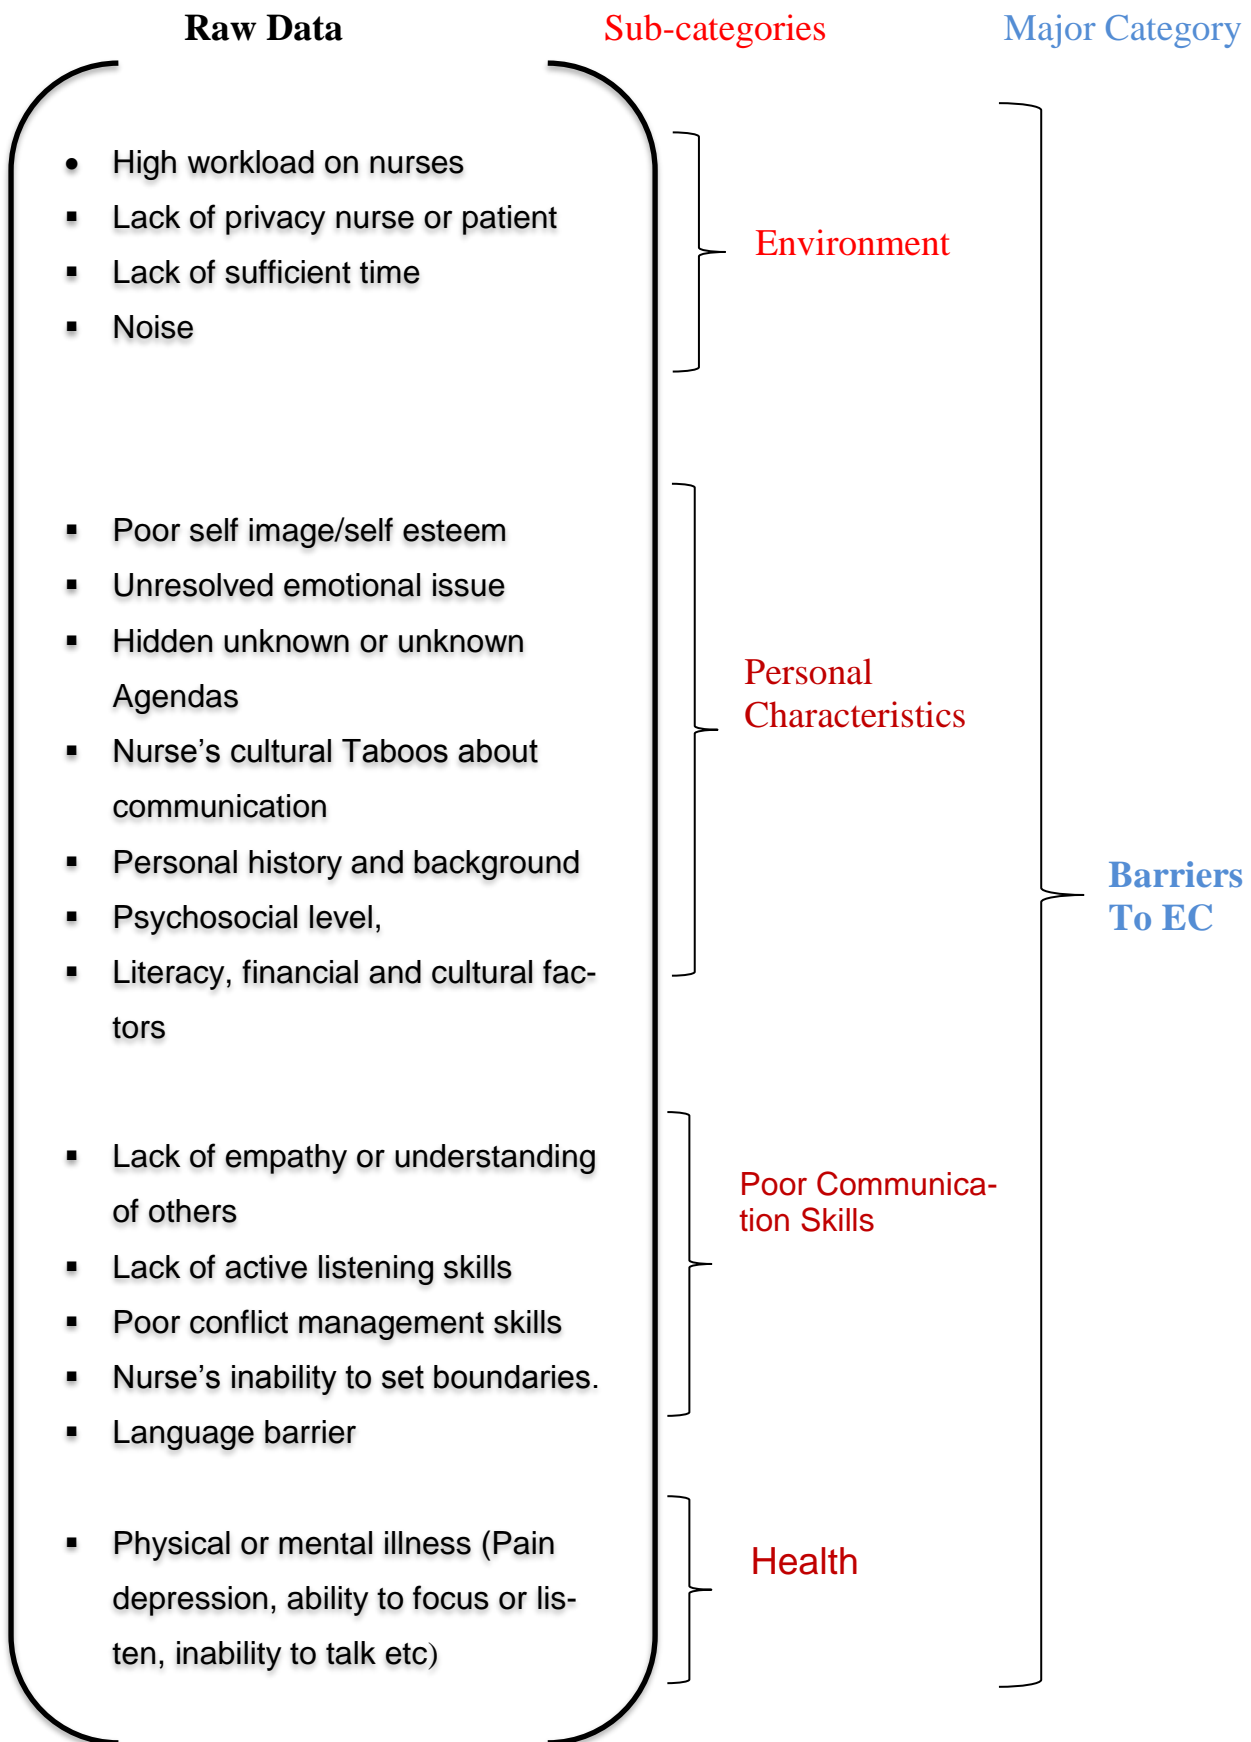 Raw Data
Sub-categories
Major Category
• High workload on nurses
▪ Lack of privacy nurse or patient
▪ Lack of sufficient time
▪ Noise
Environment
▪ Poor self image/self esteem
▪ Unresolved emotional issue
▪ Hidden unknown or unknown
Agendas
▪ Nurse’s cultural Taboos about
communication
▪ Personal history and background
▪ Psychosocial level,
▪ Literacy, financial and cultural fac-
tors
Personal
Characteristics
▪ Lack of empathy or understanding
of others
▪ Lack of active listening skills
▪ Poor conflict management skills
▪ Nurse’s inability to set boundaries.
▪ Language barrier
Poor Communica-
tion Skills
▪ Physical or mental illness (Pain
depression, ability to focus or lis-
ten, inability to talk etc)
Health
Barriers
To EC